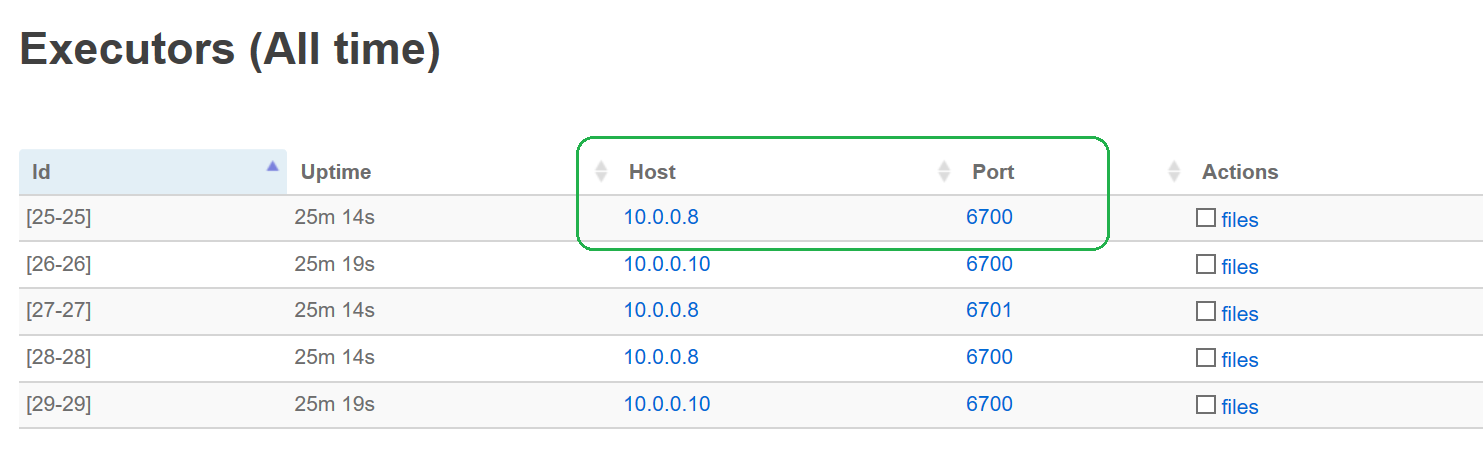 Executors (All time)
Id Uptime Host Port Actions
[25-25] 25m 14s 10.0.0.8 6700 files
[26-26] 25m 19s 10.0.0.10 6700 files
[27-27] 25m 14s 10.0.0.8 6701 files
[28-28] 25m 14s 10.0.0.8 6700 files
[29-29] 25m 19s 10.0.0.10 6700 files